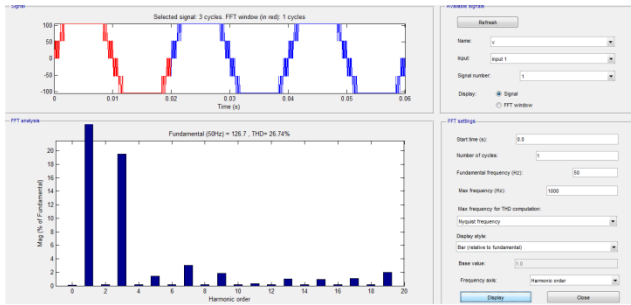 Signal
Selected signal: 3 cycles. FFT window (in red): 1 cycles
100
50
0
-50
-100
0 0.01 0.02 0.03 0.04 0.05 0.06
Time (s)
FFT analysis
Fundamental (50Hz) = 126.7 , THD= 26.74%
20
18
16
14
12
10
8
6
4
2
0
Mag (% of Fundamental)
0 2 4 6 8 10 12 14 16 18 20
Harmonic order
Available signals
Refresh
Name: v
Input: input 1
Signal number: 1
Display: Signal
FFT window
FFT settings
Start time (s): 0.0
Number of cycles: 1
Fundamental frequency (Hz): 50
Max frequency (Hz): 1000
Max frequency for THD computation:
Nyquist frequency
Display style:
Bar (relative to fundamental)
Base value: 1.0
Frequency axis: Harmonic order
Display Close